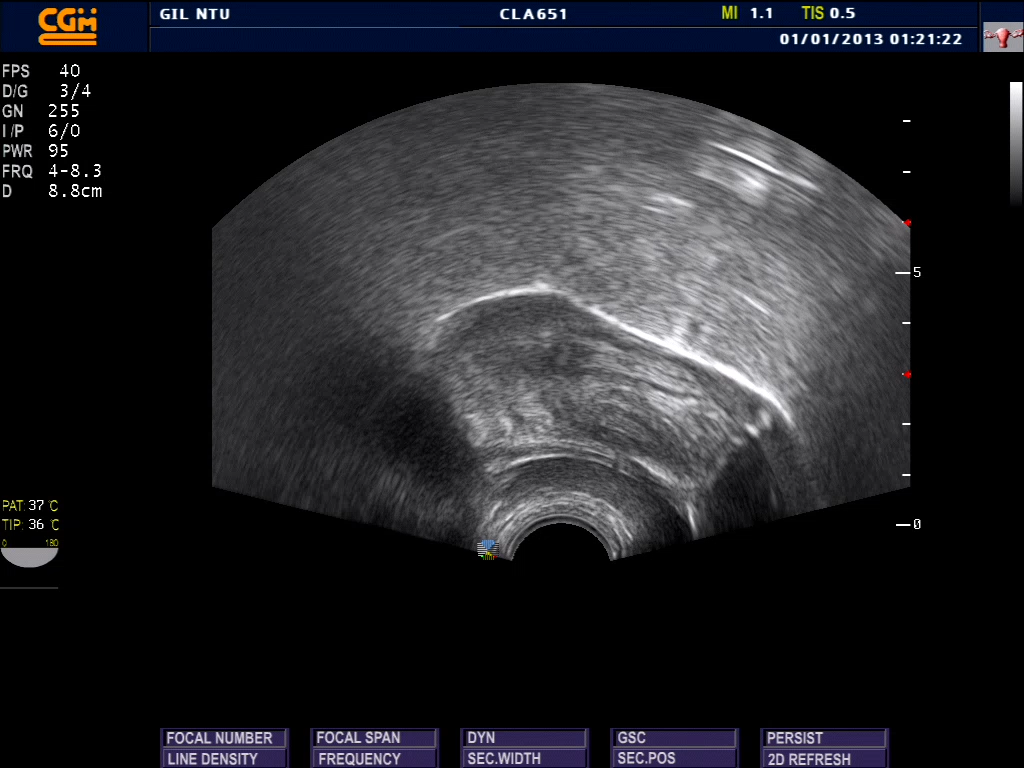 CGM
GIL NTU CLA651 MI 1.1 TIS 0.5
01/01/2013 01:21:22
FPS 40
D/G 3/4
GN 255
I/P 6/0
PWR 95
FRQ 4-8.3
D 8.8cm
5
PAT: 37 °C
TIP: 36 °C
0 180
0
FOCAL NUMBER FOCAL SPAN DYN GSC PERSIST
LINE DENSITY FREQUENCY SEC.WIDTH SEC.POS 2D REFRESH